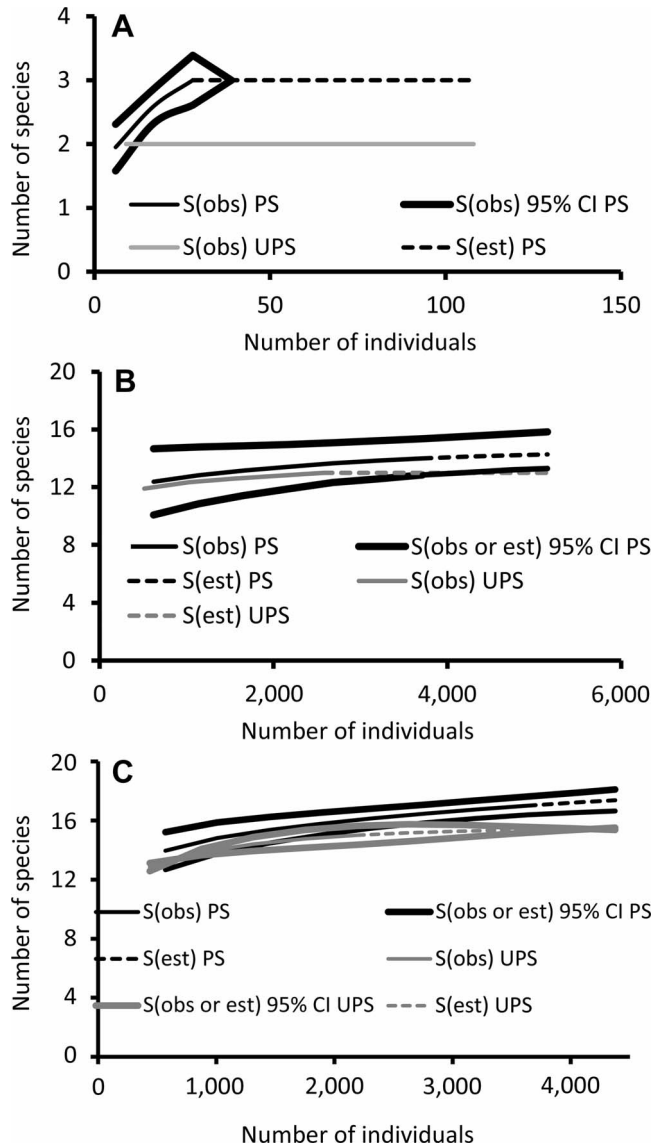 A
Number of species
4
3
2
1
0
S(obs) PS
S(obs) 95% CI PS
S(obs) UPS
S(est) PS
0 50 100 150
Number of individuals
B
Number of species
20
16
12
8
4
0
S(obs) PS
S(obs or est) 95% CI PS
S(est) PS
S(obs) UPS
S(est) UPS
0 2,000 4,000 6,000
Number of individuals
C
Number of species
20
16
12
8
4
0
S(obs) PS
S(obs or est) 95% CI PS
S(est) PS
S(obs) UPS
S(obs or est) 95% CI UPS
S(est) UPS
0 1,000 2,000 3,000 4,000
Number of individuals